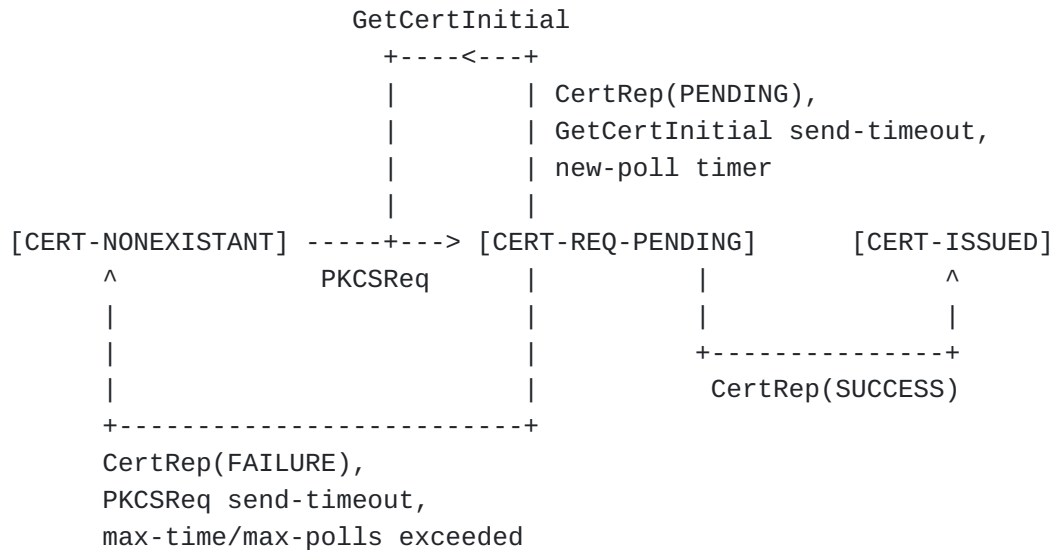 GetCertInitial
+----<---+
| | CertRep(PENDING),
| | GetCertInitial send-timeout,
| | new-poll timer
| |
[CERT-NONEXISTANT] -----+---> [CERT-REQ-PENDING] [CERT-ISSUED]
^ PKCSReq | | ^
| | | |
| | +---------------+
| | CertRep(SUCCESS)
+--------------------------+
CertRep(FAILURE),
PKCSReq send-timeout,
max-time/max-polls exceeded